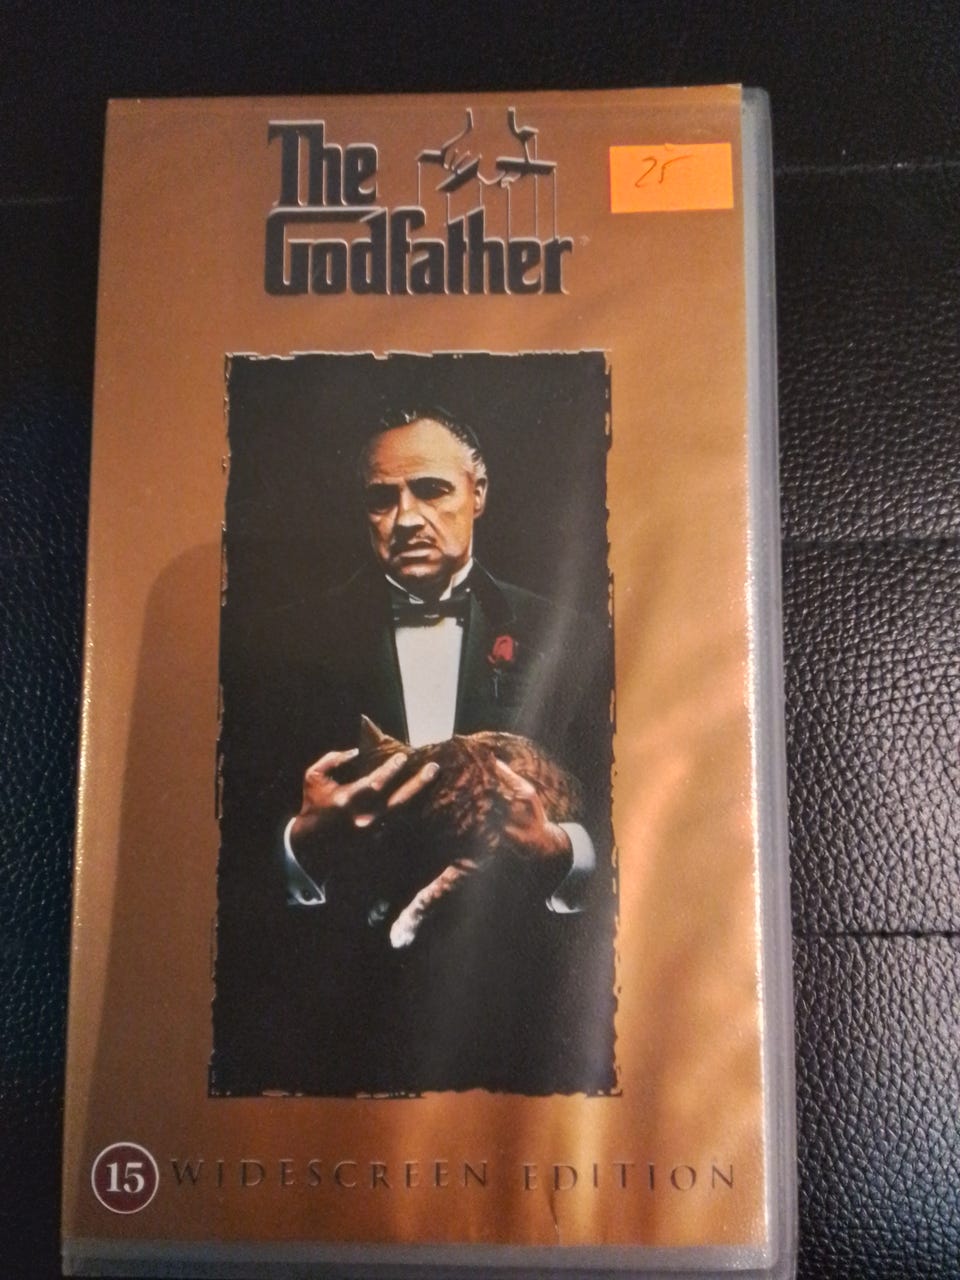 The
Godfather
25
15 WIDESCREEN EDITION